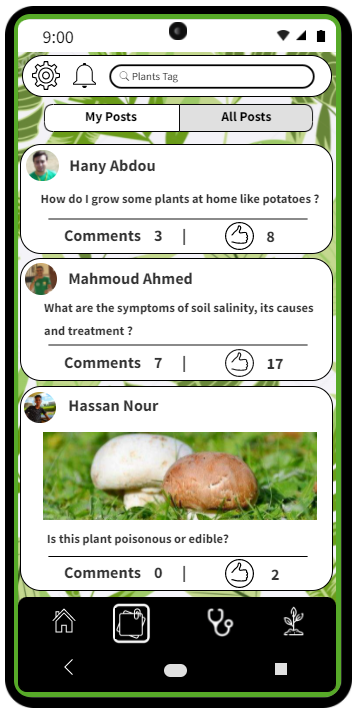 9:00
Plants Tag
My Posts All Posts
Hany Abdou
How do I grow some plants at home like potatoes ?
Comments 3 | 8
Mahmoud Ahmed
What are the symptoms of soil salinity, its causes
and treatment ?
Comments 7 | 17
Hassan Nour
Is this plant poisonous or edible?
Comments 0 | 2